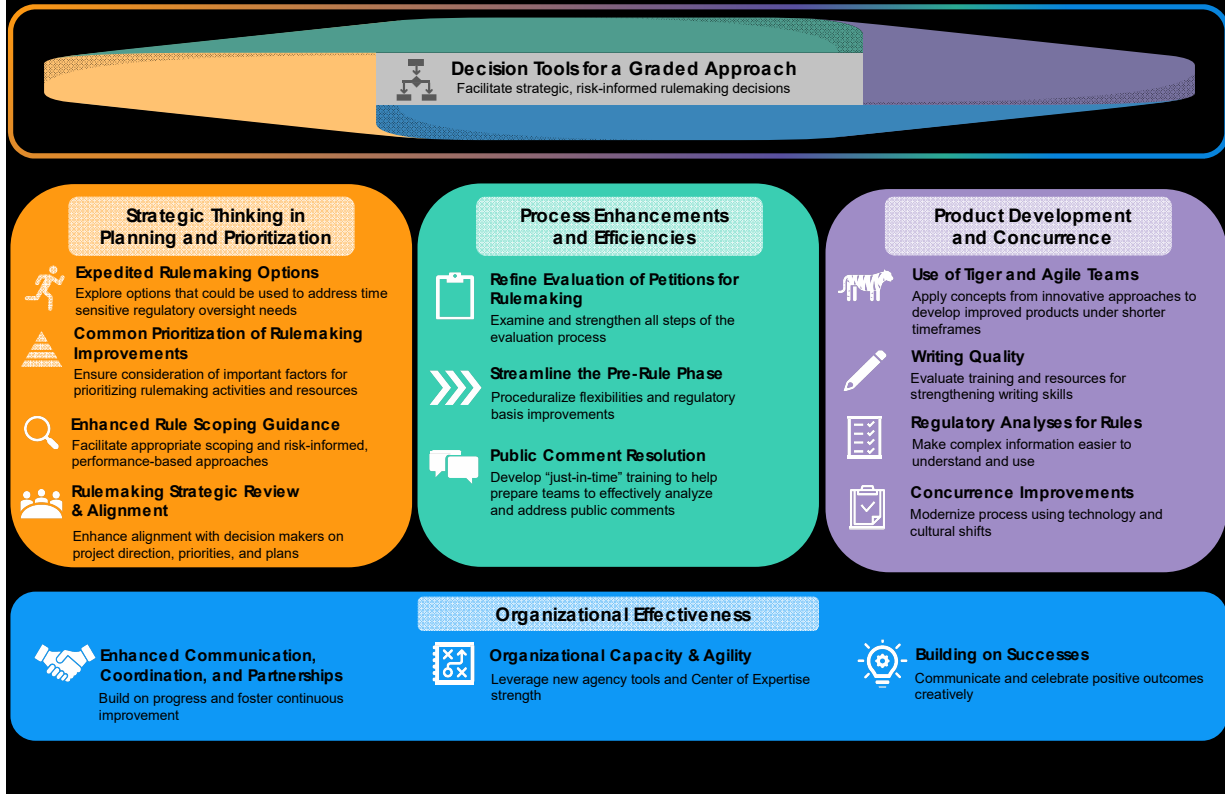 Decision Tools for a Graded Approach
Facilitate strategic, risk-informed rulemaking decisions
Strategic Thinking in
Planning and Prioritization
Expedited Rulemaking Options
Explore options that could be used to address time
sensitive regulatory oversight needs
Common Prioritization of Rulemaking
Improvements
Ensure consideration of important factors for
prioritizing rulemaking activities and resources
Enhanced Rule Scoping Guidance
Facilitate appropriate scoping and risk-informed,
performance-based approaches
Rulemaking Strategic Review
& Alignment
Enhance alignment with decision makers on
project direction, priorities, and plans
Process Enhancements
and Efficiencies
Refine Evaluation of Petitions for
Rulemaking
Examine and strengthen all steps of the
evaluation process
Streamline the Pre-Rule Phase
Proceduralize flexibilities and regulatory
basis improvements
Public Comment Resolution
Develop “just-in-time” training to help
prepare teams to effectively analyze
and address public comments
Product Development
and Concurrence
Use of Tiger and Agile Teams
Apply concepts from innovative approaches to
develop improved products under shorter
timeframes
Writing Quality
Evaluate training and resources for
strengthening writing skills
Regulatory Analyses for Rules
Make complex information easier to
understand and use
Concurrence Improvements
Modernize process using technology and
cultural shifts
Organizational Effectiveness
Enhanced Communication,
Coordination, and Partnerships
Build on progress and foster continuous
improvement
Organizational Capacity & Agility
Leverage new agency tools and Center of Expertise
strength
Building on Successes
Communicate and celebrate positive outcomes
creatively